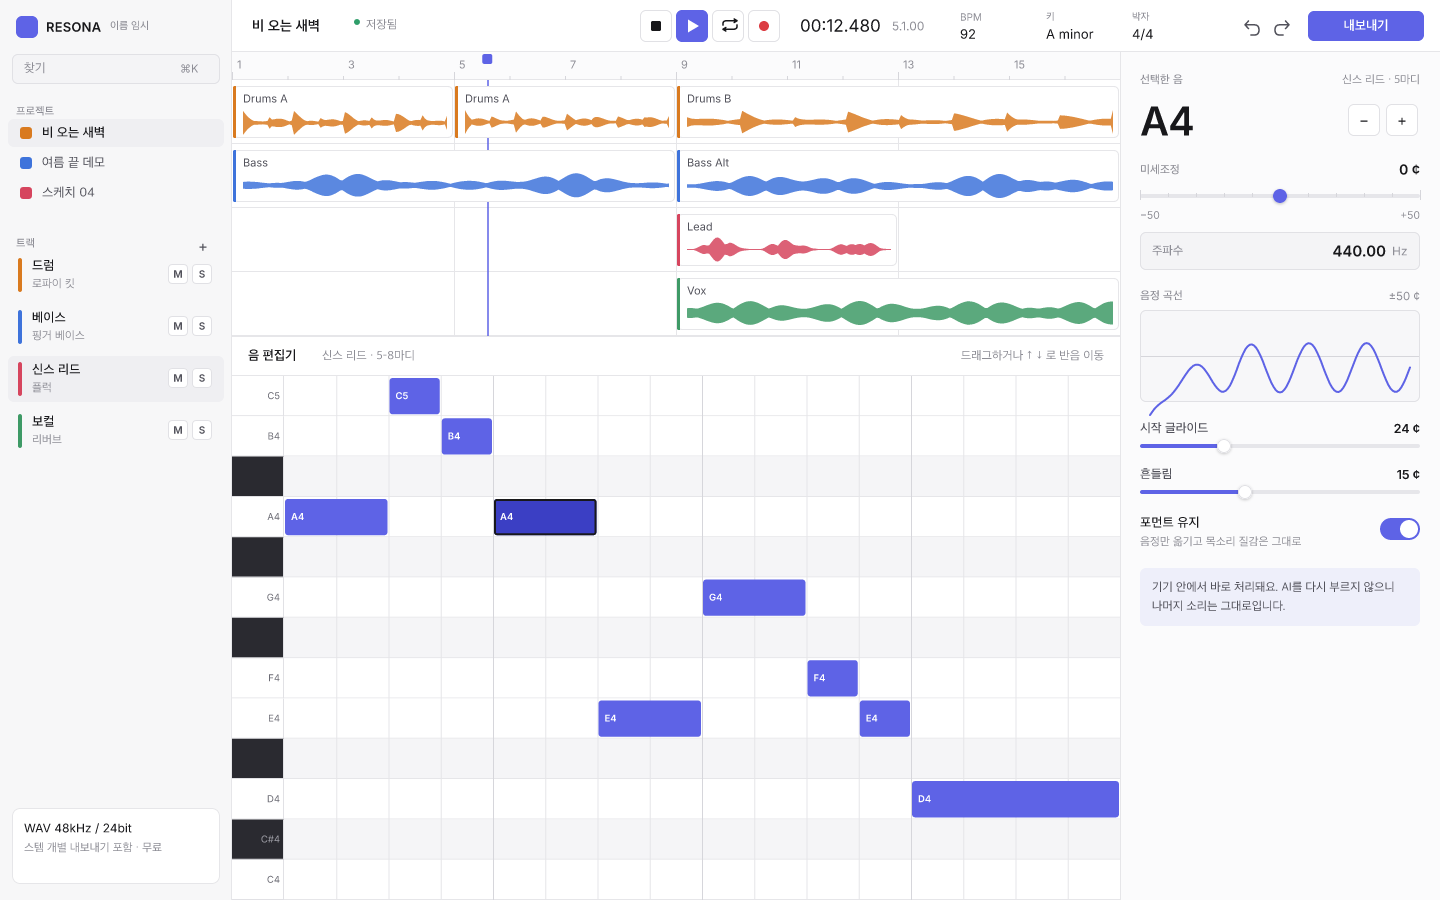 RESONA 이름 임시
찾기 ⌘K
프로젝트
비 오는 새벽
여름 끝 데모
스케치 04
트랙 +
드럼
로파이 킷
M S
베이스
핑거 베이스
M S
신스 리드
플럭
M S
보컬
리버브
M S
WAV 48kHz / 24bit
스템 개별 내보내기 포함 · 무료
비 오는 새벽
저장됨
00:12.480 5.1.00
BPM
92
키
A minor
박자
4/4
내보내기
1 3 5 7 9 11 13 15
Drums A Drums A Drums B
Bass Bass Alt
Lead
Vox
음 편집기 신스 리드 · 5-8마디 드래그하거나 ↑ ↓ 로 반음 이동
C5 C5
B4 B4
A4 A4 A4
G4 G4
F4 F4
E4 E4 E4
D4 D4
C#4
C4
선택한 음 신스 리드 · 5마디
A4 − +
미세조정 0 ¢
−50 +50
주파수 440.00 Hz
음정 곡선 ±50 ¢
시작 글라이드 24 ¢
흔들림 15 ¢
포먼트 유지
음정만 옮기고 목소리 질감은 그대로
기기 안에서 바로 처리돼요. AI를 다시 부르지 않으니
나머지 소리는 그대로입니다.